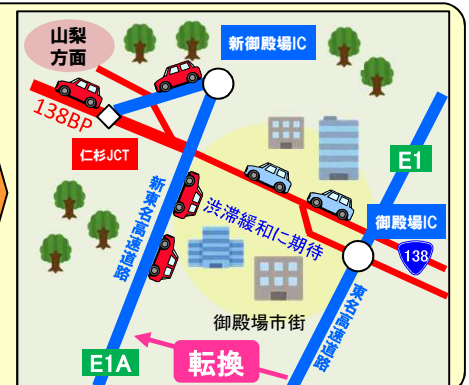 山梨
方面
新御殿場IC
138BP
仁杉JCT
E1
新東名高速道路
渋滞緩和に期待
御殿場IC
138
御殿場市街
東名高速道路
E1A
転換